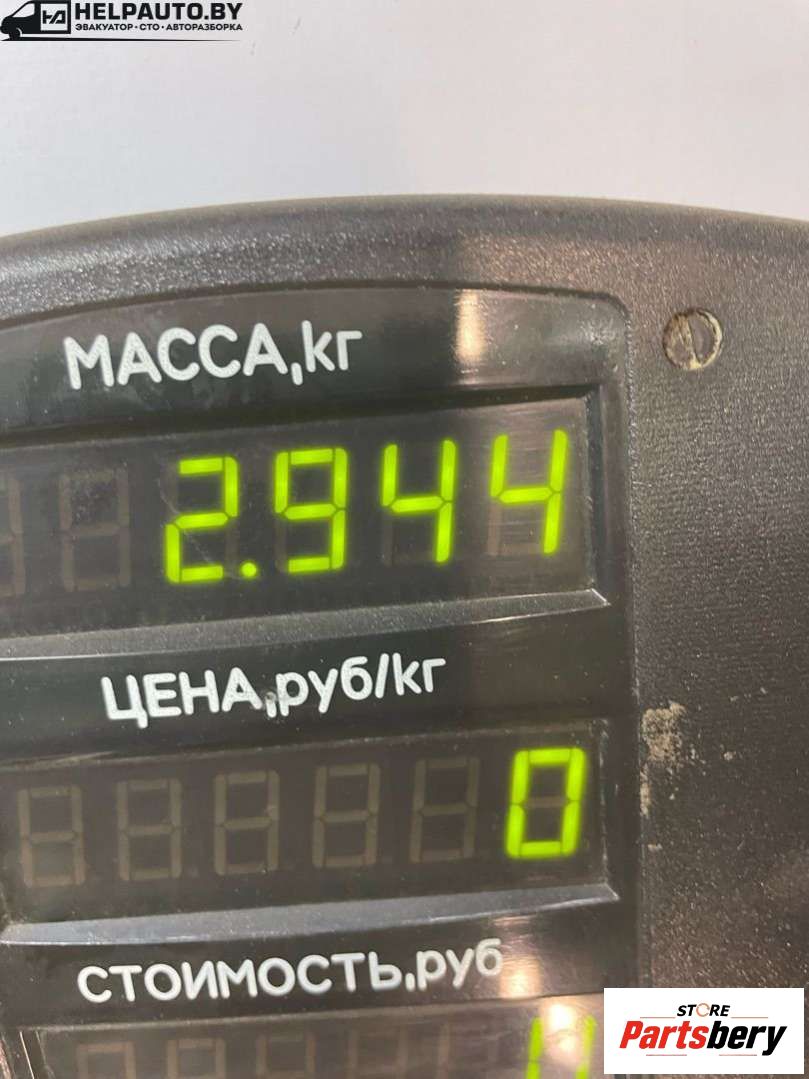 HELPAUTO.BY
ЭВАКУАТОР•СТО•АВТОРАЗБОРКА
МАССА,кг
2.944
ЦЕНА,руб/кг
0
СТОИМОСТЬ,руб
STORE
Partsbery